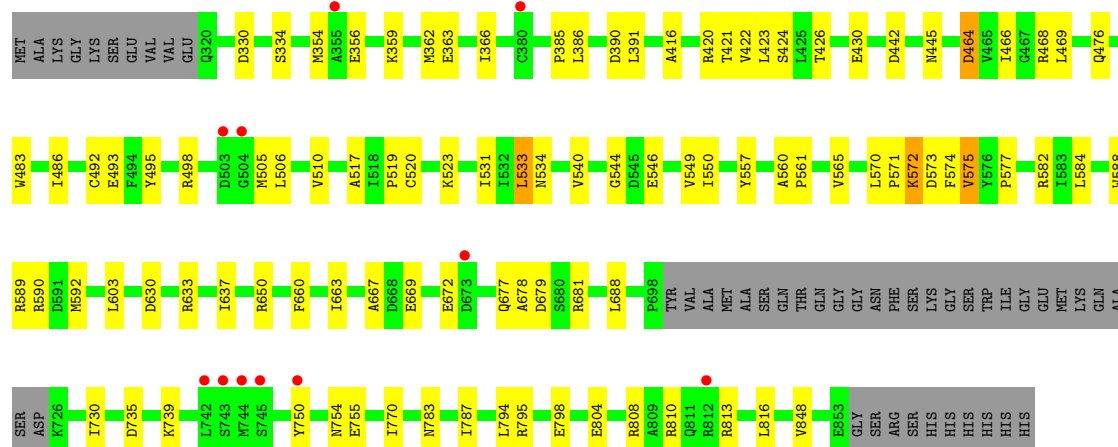 MET ALA LYS GLY LYS SER GLU VAL VAL GLU Q320 D330 S334 M354 A355 E356 K359 M362 E363 I366 C380 P385 L386 D390 L391 A416 R420 T421 V422 L423 S424 L425 T426 E430 D442 N445 D464 V465 I466 G467 R468 L469 Q476
W483 I486 C492 E493 F494 Y495 R498 D503 G504 M505 L506 V510 A517 I518 P519 C520 K523 I531 I532 L533 N534 V540 G544 D545 E546 V549 I550 Y557 A560 P561 V565 L570 P571 K572 D573 F574 V575 Y576 P577 R582 I583 L584 W588
R589 R590 D591 M592 L603 D630 R633 I637 R650 F660 I663 A667 D668 E669 E672 D673 Q677 A678 D679 S680 R681 L688 P698 TYR VAL ALA MET ALA SER GLN THR GLN GLY GLY ASN PHE SER LYS GLY SER TRP ILE GLY GLU MET LYS GLN ALA
SER ASP K726 I730 D735 K739 L742 S743 M744 S745 Y750 N754 E755 I770 N783 I787 L794 R795 E798 E804 R808 A809 R810 Q811 R812 R813 L816 V848 E853 GLY SER ARG SER HIS HIS HIS HIS HIS HIS